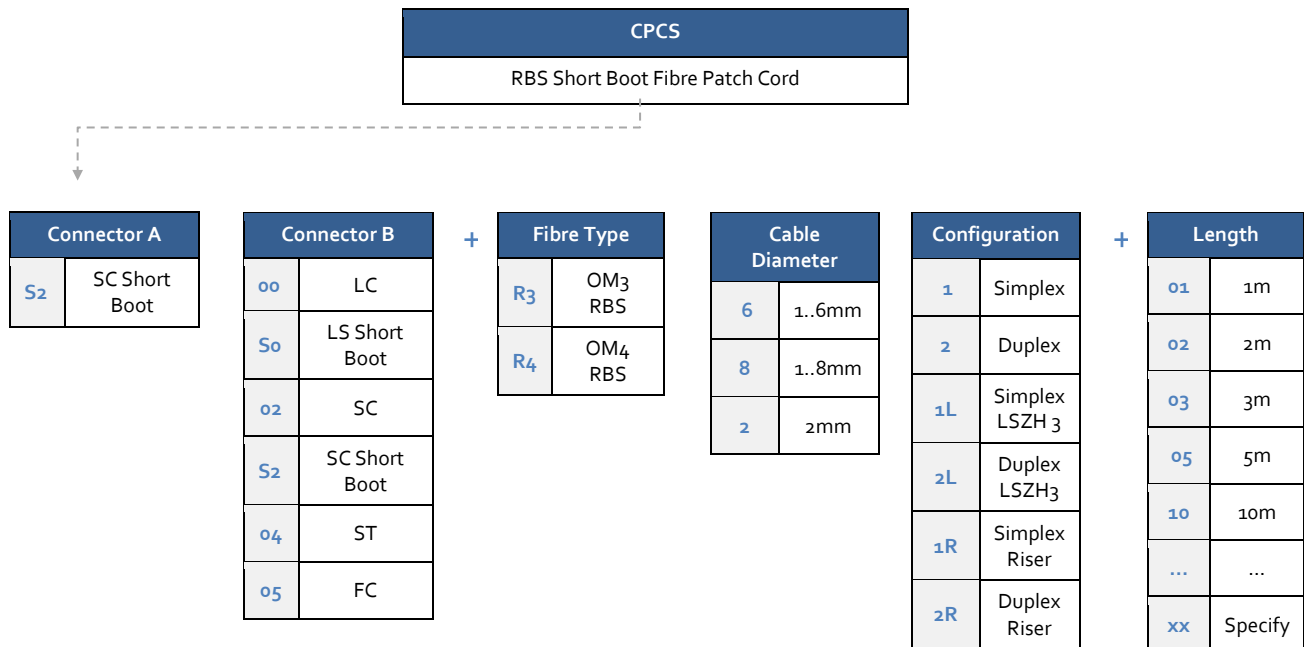 CPCS
RBS Short Boot Fibre Patch Cord
Connector A
S2
SC Short
Boot
Connector B
00
LC
S0
LS Short
Boot
02
SC
S2
SC Short
Boot
04
ST
05
FC
+
Fibre Type
R3
OM3
RBS
R4
OM4
RBS
Cable
Diameter
6
1..6mm
8
1..8mm
2
2mm
Configuration
1
Simplex
2
Duplex
1L
Simplex
LSZH 3
2L
Duplex
LSZH3
1R
Simplex
Riser
2R
Duplex
Riser
+
Length
01
1m
02
2m
03
3m
05
5m
10
10m
...
...
xx
Specify